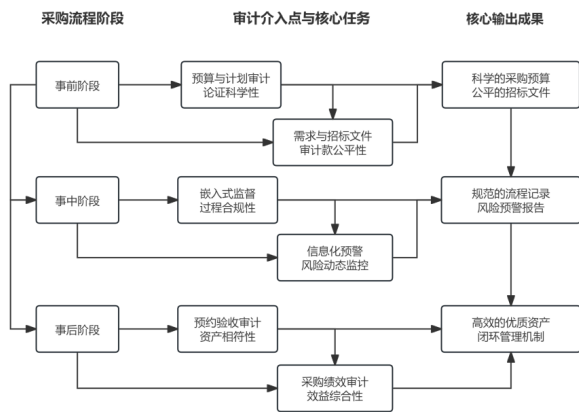 采购流程阶段
审计介入点与核心任务
核心输出成果
事前阶段
预算与计划审计
论证科学性
科学的采购预算
公平的招标文件
需求与招标文件
审计款公平性
事中阶段
嵌入式监督
过程合规性
规范的流程记录
风险预警报告
信息化预警
风险动态监控
事后阶段
预约验收审计
资产相符性
高效的优质资产
闭环管理机制
采购绩效审计
效益综合性